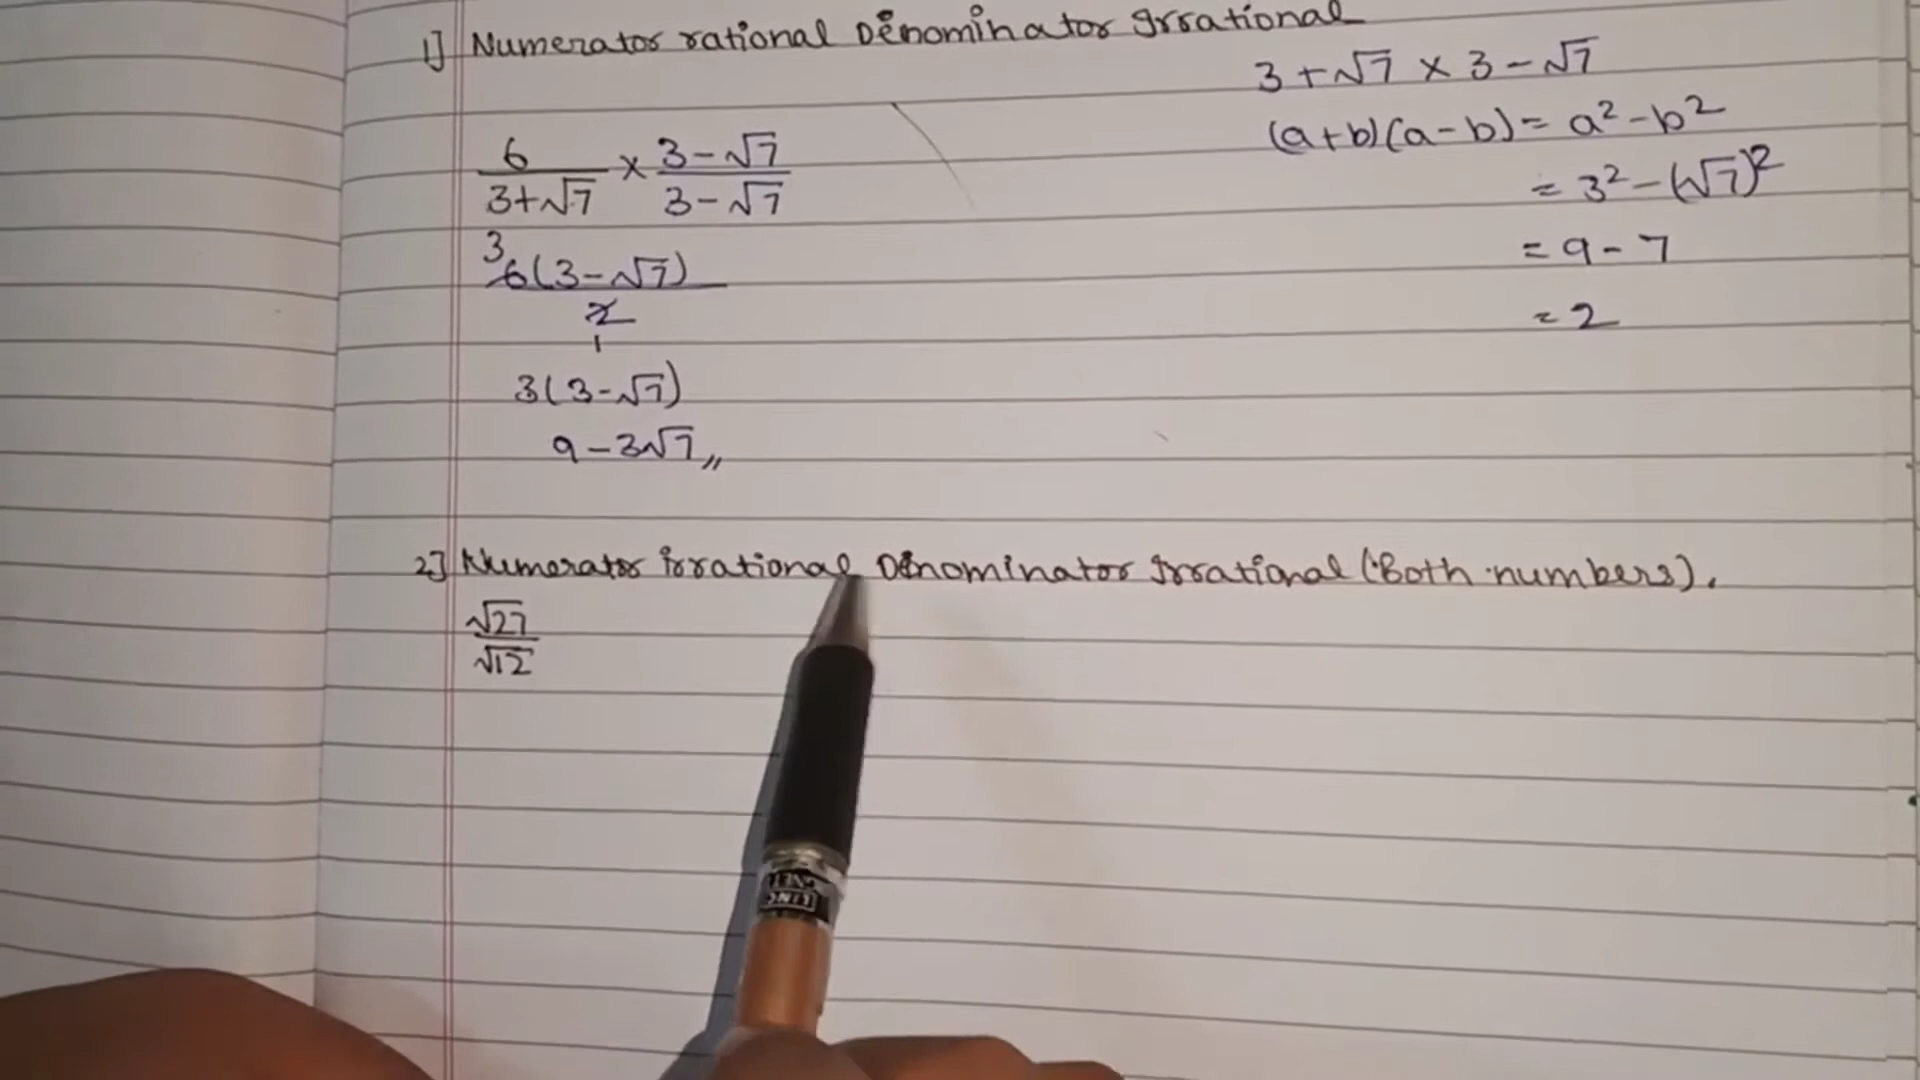 1] Numerator rational Denominator Irrational
6/3+√7 × 3-√7/3-√7
3 6(3-√7)/2 1
3(3-√7)
9-3√7,,
3+√7 × 3-√7
(a+b)(a-b) = a²-b²
= 3²-(√7)²
= 9-7
= 2
2] Numerator irrational Denominator Irrational (Both numbers).
√27/√12